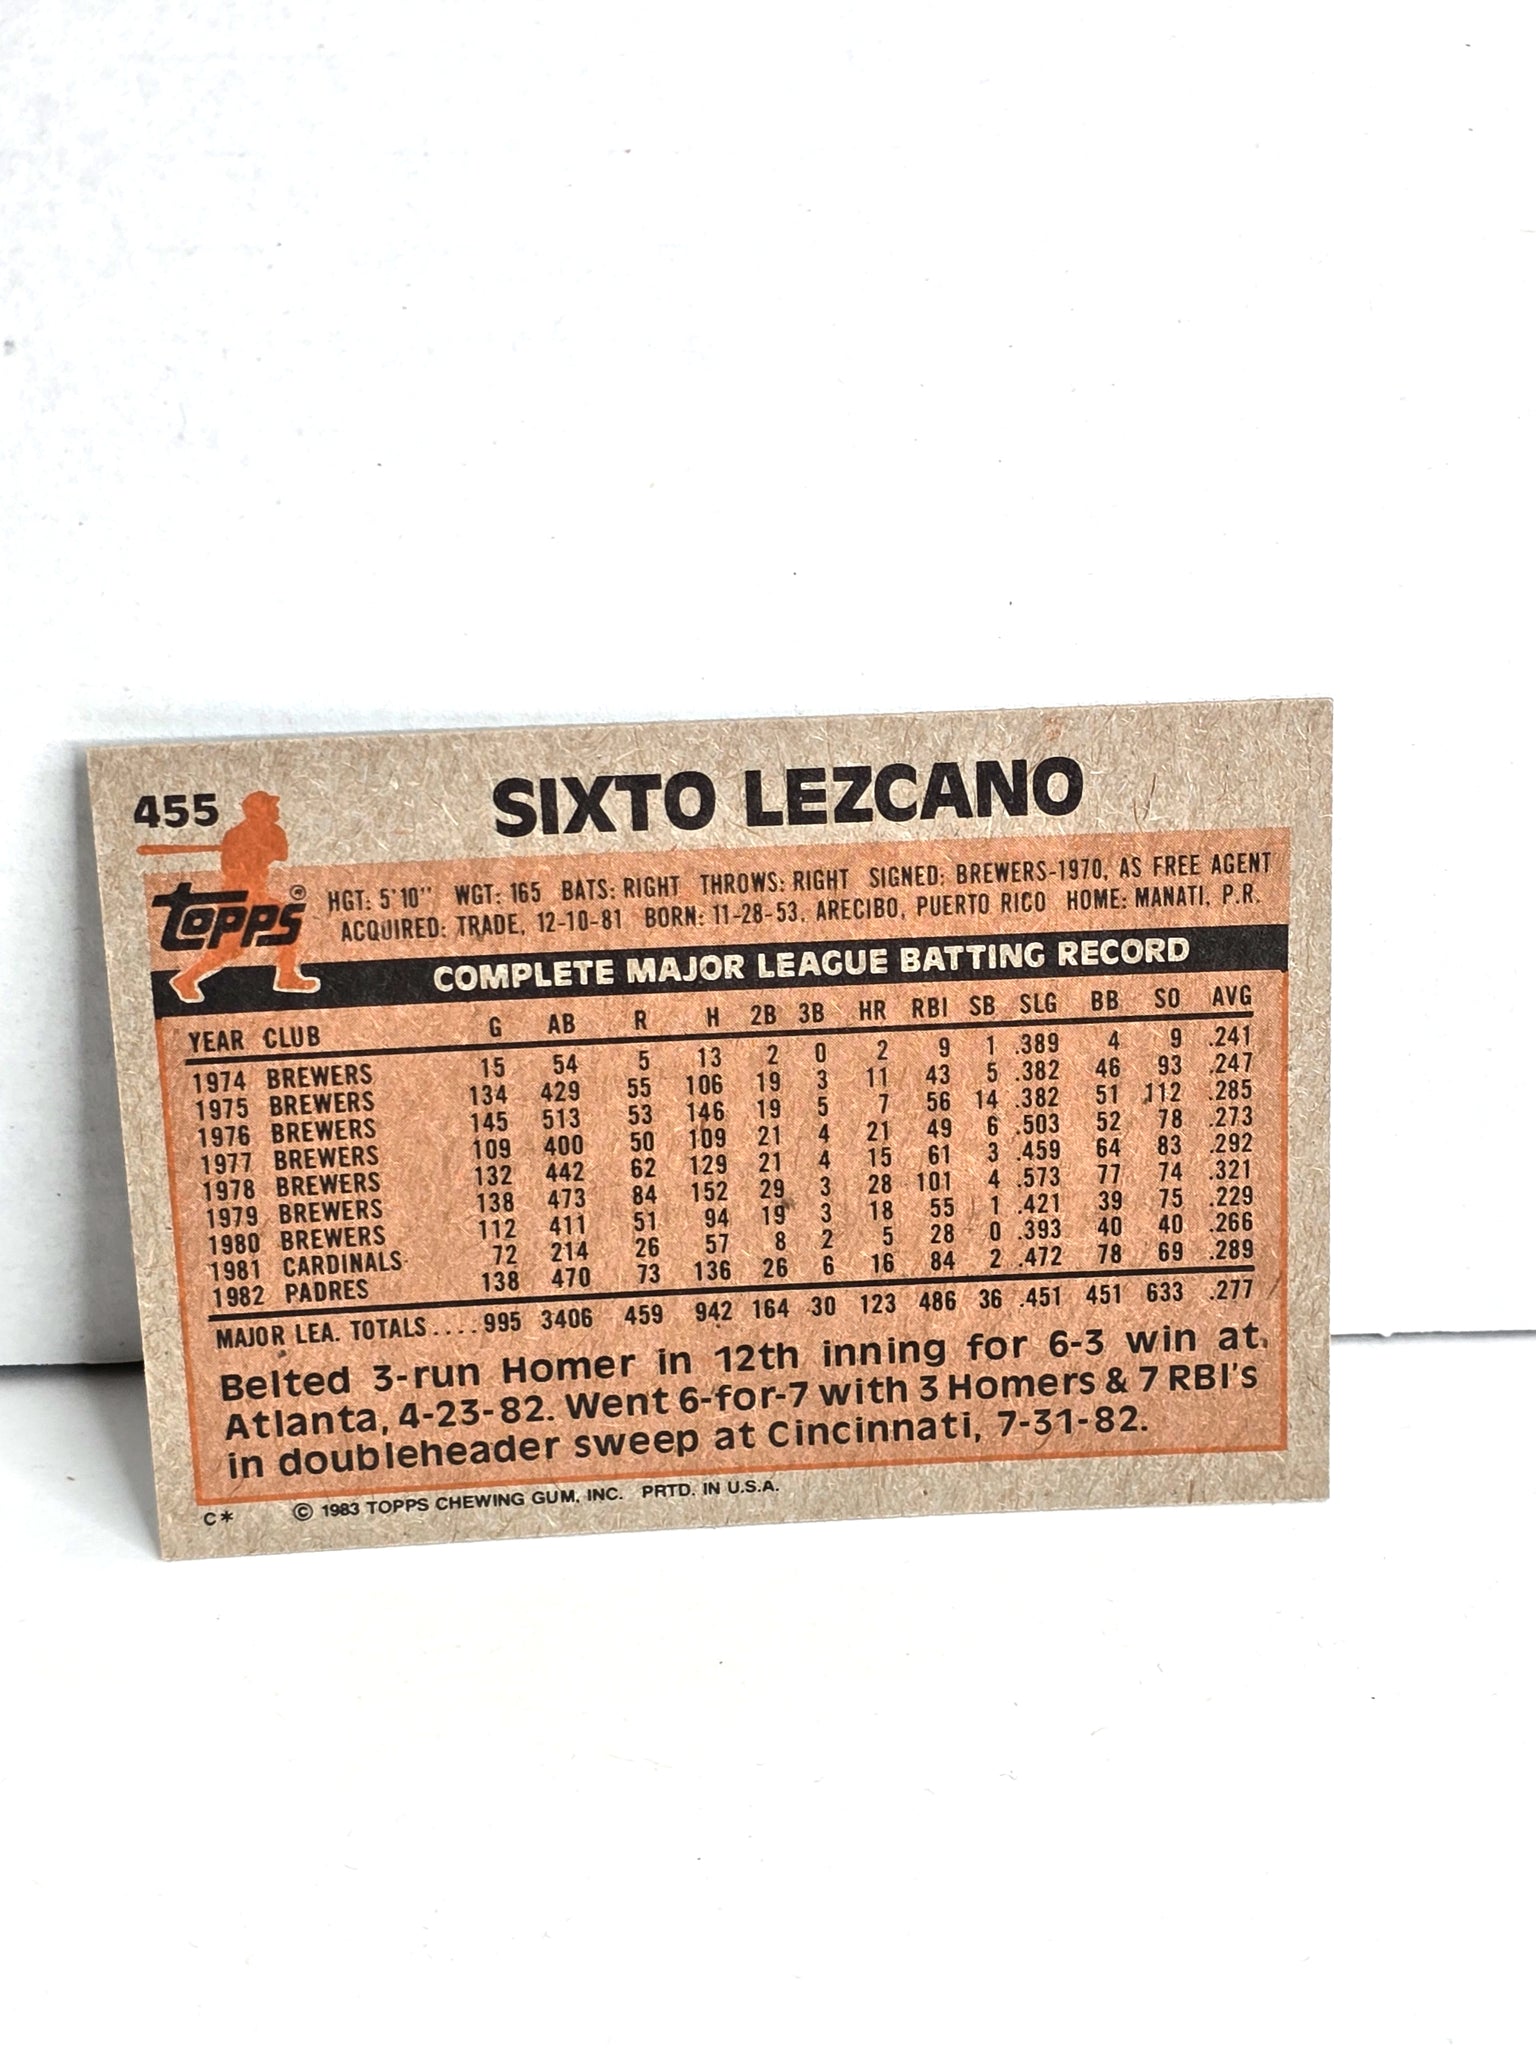 455
SIXTO LEZCANO
TOPPS®
HGT: 5'10" WGT: 165 BATS: RIGHT THROWS: RIGHT SIGNED: BREWERS-1970, AS FREE AGENT
ACQUIRED: TRADE, 12-10-81 BORN: 11-28-53, ARECIBO, PUERTO RICO HOME: MANATI, P.R.
COMPLETE MAJOR LEAGUE BATTING RECORD
YEAR CLUB G AB R H 2B 3B HR RBI SB SLG BB SO AVG
1974 BREWERS 15 54 5 13 2 0 2 9 1 .389 4 9 .241
1975 BREWERS 134 429 55 106 19 3 11 43 5 .382 46 93 .247
1976 BREWERS 145 513 53 146 19 5 7 56 14 .382 51 112 .285
1977 BREWERS 109 400 50 109 21 4 21 49 6 .503 52 78 .273
1978 BREWERS 132 442 62 129 21 4 15 61 3 .459 64 83 .292
1979 BREWERS 138 473 84 152 29 3 28 101 4 .573 77 74 .321
1980 BREWERS 112 411 51 94 19 3 18 55 1 .421 39 75 .229
1981 CARDINALS 72 214 26 57 8 2 5 28 0 .393 40 40 .266
1982 PADRES 138 470 73 136 26 6 16 84 2 .472 78 69 .289
MAJOR LEA. TOTALS.... 995 3406 459 942 164 30 123 486 36 .451 451 633 .277
Belted 3-run Homer in 12th inning for 6-3 win at
Atlanta, 4-23-82. Went 6-for-7 with 3 Homers & 7 RBI's
in doubleheader sweep at Cincinnati, 7-31-82.
C* © 1983 TOPPS CHEWING GUM, INC. PRTD. IN U.S.A.